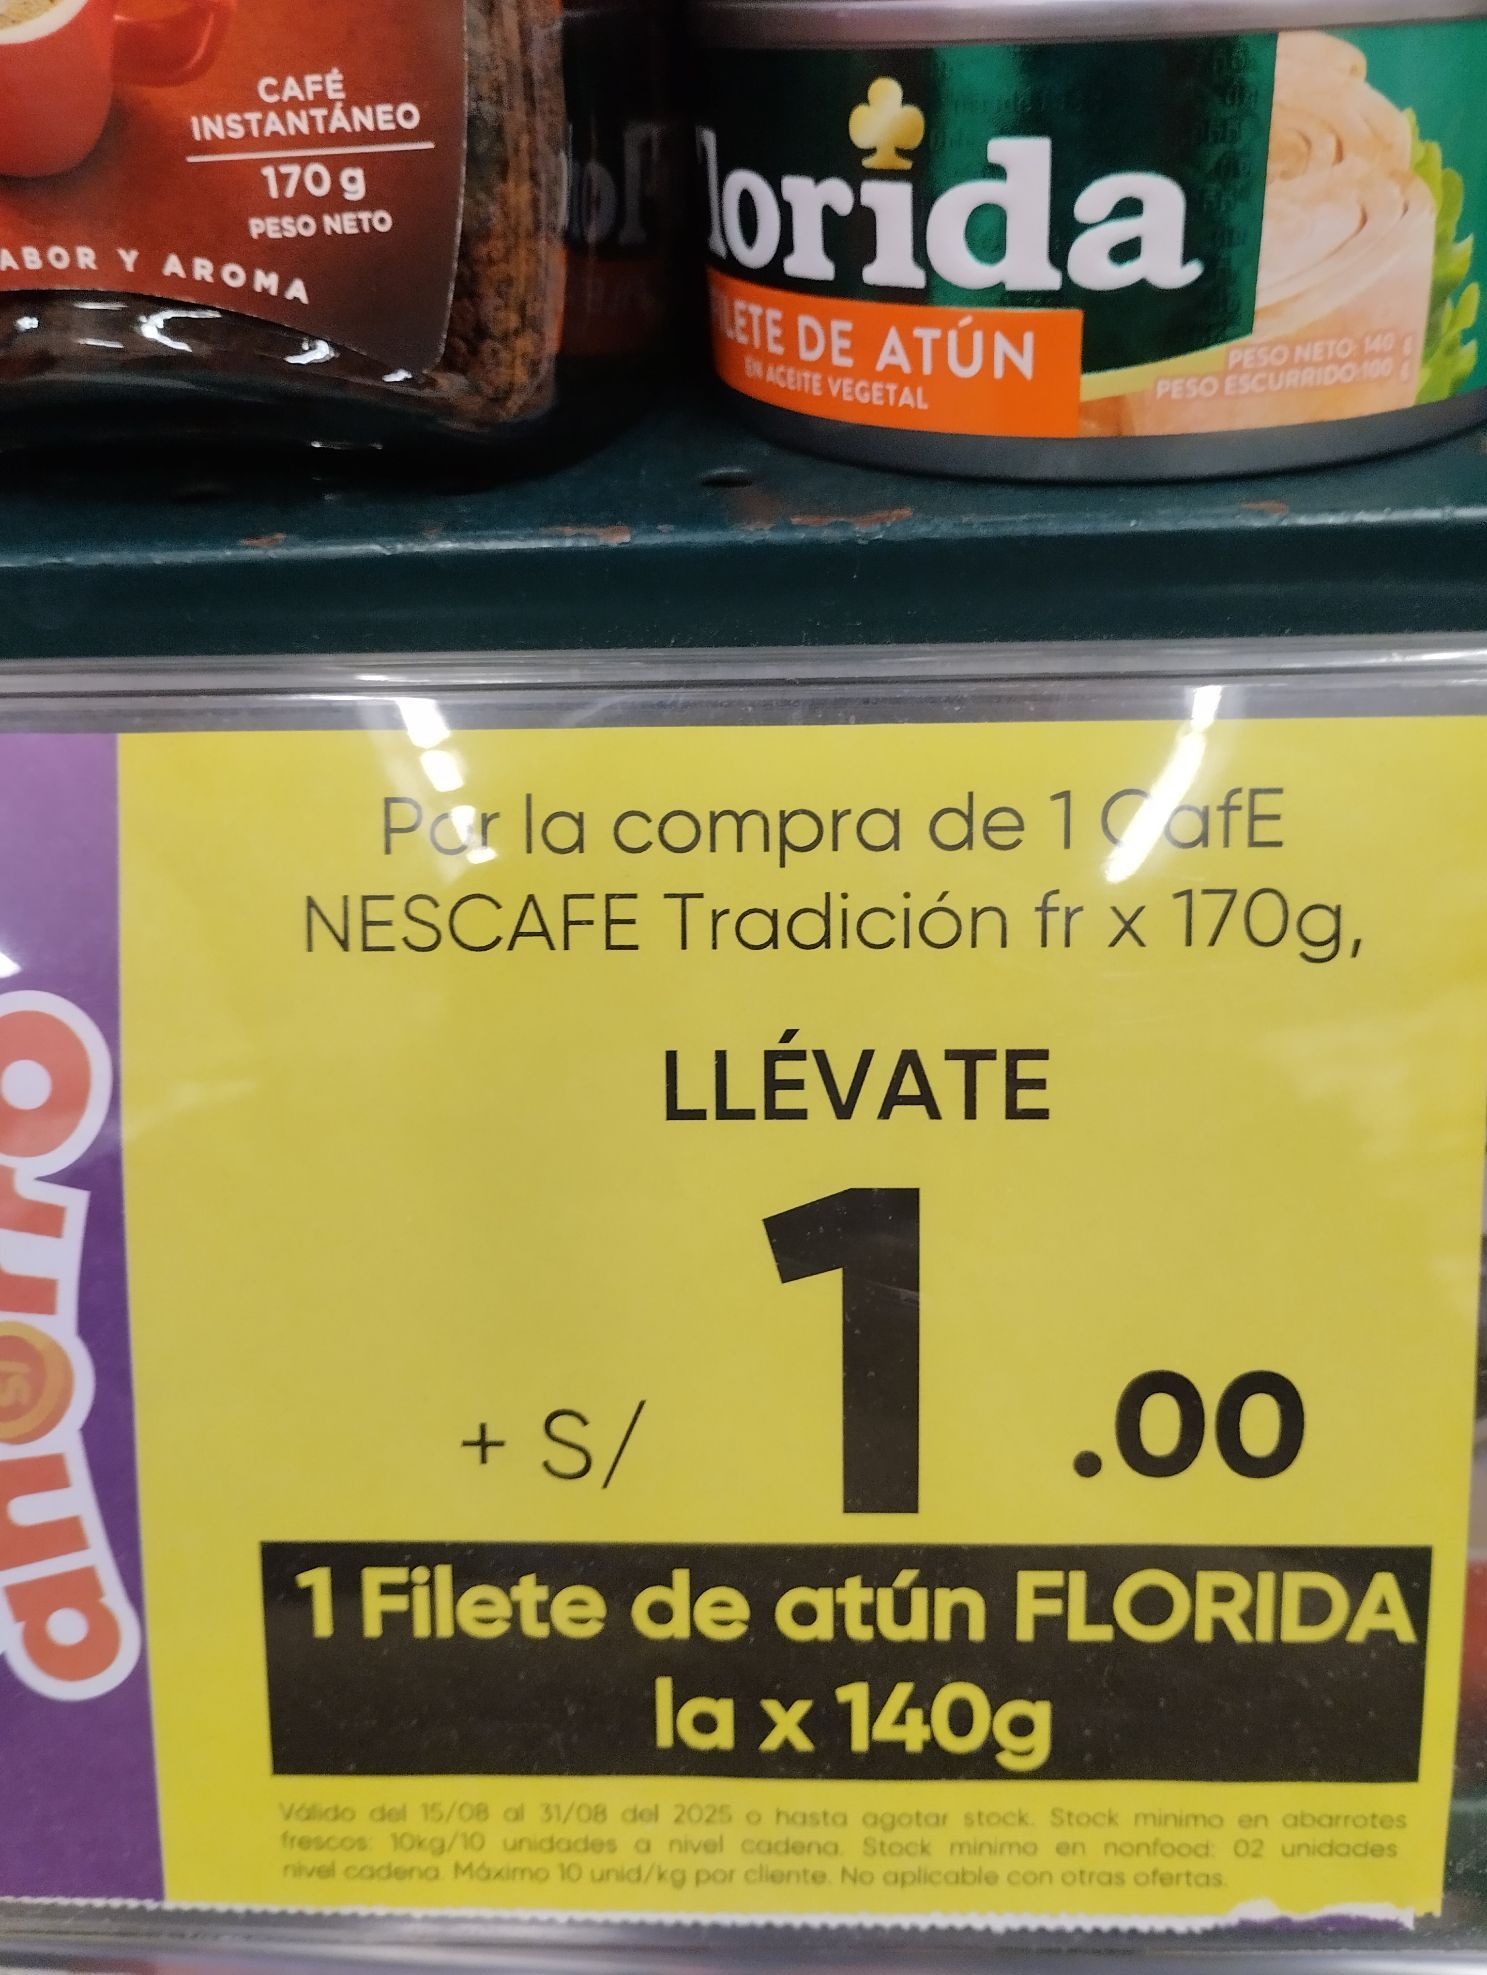 CAFÉ
INSTANTÁNEO
170 g
PESO NETO
ABOR Y AROMA
lorida
LETE DE ATÚN
EN ACEITE VEGETAL
PESO NETO: 140 g
PESO ESCURRIDO: 100 g
Por la compra de 1 CafE
NESCAFE Tradición fr x 170g,
LLÉVATE
+ S/ 1.00
1 Filete de atún FLORIDA
la x 140g
Válido del 15/08 al 31/08 del 2025 o hasta agotar stock. Stock minimo en abarrotes
frescos: 10kg/10 unidades a nivel cadena. Stock minimo en nonfood: 02 unidades
nivel cadena. Máximo 10 unid/kg por cliente. No aplicable con otras ofertas.
ahorro